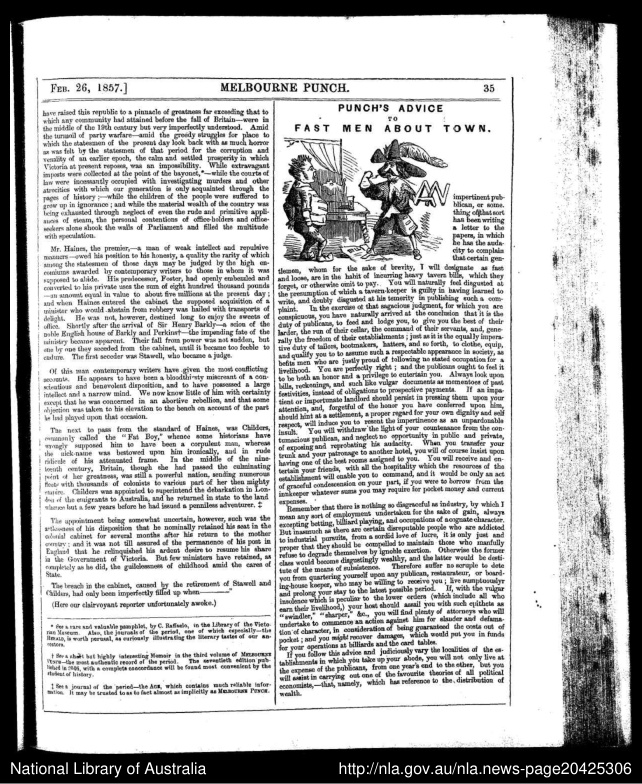 FEB. 26, 1857.]
MELBOURNE PUNCH.
35
have raised this republic to a pinnacle of greatness far exceeding that to
which any community had attained before the fall of Britain—were in
the middle of the 19th century but very imperfectly understood. Amid
the turmoil of party warfare—amid the greedy struggles for place to
which the statesmen of the present day look back with as much horror
as was felt by the statesmen of that period for the corruption and
venality of an earlier epoch, the calm and settled prosperity in which
Victoria at present reposes, was an impossibility. While extravagant
imposts were collected at the point of the bayonet,*—while the courts of
law were incessantly occupied with investigating murders and other
atrocities with which our generation is only acquainted through the
pages of history;—while the children of the people were suffered to
grow up in ignorance; and while the material wealth of the country was
being exhausted through neglect of even the rude and primitive appli-
ances of steam, the personal contentions of office-holders and office-
seekers alone shook the walls of Parliament and filled the multitude
with speculation.
Mr. Haines, the premier,—a man of weak intellect and repulsive
manners—owed his position to his honesty, a quality the rarity of which
among the statesmen of those days may be judged by the high en-
comiums awarded by contemporary writers to those in whom it was
supposed to abide. His predecessor, Foster, had openly embezzled and
converted to his private uses the sum of eight hundred thousand pounds
—an amount equal in value to about five millions at the present day;
and when Haines entered the cabinet the supposed acquisition of a
minister who would abstain from robbery was hailed with transports of
delight. He was not, however, destined long to enjoy the sweets of
office. Shortly after the arrival of Sir Henry Barkly—a scion of the
noble English house of Barkly and Perkins†—the impending fate of the
ministry became apparent. Their fall from power was not sudden, but
one by one they seceded from the cabinet, until it became too feeble to
endure. The first seceder was Stawell, who became a judge.
Of this man contemporary writers have given the most conflicting
accounts. He appears to have been a bloodthirsty miscreant of a con-
scientious and benevolent disposition, and to have possessed a large
intellect and a narrow mind. We now know little of him with certainty
except that he was concerned in an abortive rebellion, and that some
objection was taken to his elevation to the bench on account of the part
he had played upon that occasion.
The next to pass from the standard of Haines, was Childers,
commonly called the "Fat Boy," whence some historians have
wrongly supposed him to have been a corpulent man, whereas
the nick-name was bestowed upon him ironically, and in rude
ridicule of his attenuated frame. In the middle of the nine-
teenth century, Britain, though she had passed the culminating
point of her greatness, was still a powerful nation, sending numerous
fleets with thousands of colonists to various part of her then mighty
empire. Childers was appointed to superintend the debarkation in Lon-
don of the emigrants to Australia, and he returned in state to the land
whence but a few years before he had issued a penniless adventurer. ‡
The appointment being somewhat uncertain, however, such was the
artlessness of his disposition that he nominally retained his seat in the
colonial cabinet for several months after his return to the mother
country; and it was not till assured of the permanence of his post in
England that he relinquished his ardent desire to resume his share
in the Government of Victoria. But few ministers have retained, as
completely as he did, the guilelessness of childhood amid the cares of
State.
The breach in the cabinet, caused by the retirement of Stawell and
Childers, had only been imperfectly filled up when———"
(Here our clairvoyant reporter unfortunately awoke.)
* See a rare and valuable pamphlet, by C. Raffaelo, in the Library of the Victo-
rian Museum. Also, the journals of the period, one of which especially—the
HERALD, is worth perusal, as curiously illustrating the literary tastes of our an-
cestors.
† See a short but highly interesting Memoir in the third volume of MELBOURNE
PUNCH—the most authentic record of the period. The seventieth edition pub-
lished in, with a complete concordance will be found most convenient by the
student of history.
‡ See a journal of the period—the AGE, which contains much reliable infor-
mation. It may be trusted to as to fact almost as implicitly as MELBOURNE PUNCH.
PUNCH'S ADVICE
TO
FAST MEN ABOUT TOWN.
AN
impertinent pub-
lican, or some-
thing of that sort
has been writing
a letter to the
papers, in which
he has the auda-
city to complain
that certain gen-
tlemen, whom for the sake of brevity, I will designate as fast
and loose, are in the habit of incurring heavy tavern bills, which they
forget, or otherwise omit to pay. You will naturally feel disgusted at
the presumption of which a tavern-keeper is guilty in having learned to
write, and doubly disgusted at his temerity in publishing such a com-
plaint. In the exercise of that sagacious judgment, for which you are
conspicuous, you have naturally arrived at the conclusion that it is the
duty of publicans, to feed and lodge you, to give you the best of their
larder, the run of their cellar, the command of their servants, and, gene-
rally the freedom of their establishments; just as it is the equally impera-
tive duty of tailors, bootmakers, hatters, and so forth, to clothe, equip,
and qualify you to assume such a respectable appearance in society, as
befits men who are justly proud of following no stated occupation for a
livelihood. You are perfectly right; and the publicans ought to feel it
to be both an honor and a privilege to entertain you. Always look upon
bills, reckonings, and such like vulgar documents as mementoes of past
festivities, instead of obligations to prospective payments. If an impa-
tient or impertinate landlord should persist in pressing them upon your
attention, and, forgetful of the honor you have conferred upon him,
should hint at a settlement, a proper regard for your own dignity and self
respect, will induce you to resent the impertinence as an unpardonable
insult. You will withdraw the light of your countenance from the con-
tumacious publican, and neglect no opportunity in public and private,
of exposing and reprobating his audacity. When you transfer your
trunk and your patronage to another hotel, you will of course insist upon
having one of the best rooms assigned to you. You will receive and en-
tertain your friends, with all the hospitality which the resources of the
establishment will enable you to command, and it would be only an act
of graceful condescension on your part, if you were to borrow from the
innkeeper whatever sums you may require for pocket money and current
expenses.
Remember that there is nothing so disgraceful as industry, by which I
mean any sort of employment undertaken for the sake of gain, always
excepting betting, billiard playing, and occupations of a cognate character.
But inasmuch as there are certain disreputable people who are addicted
to industrial pursuits, from a sordid love of lucre, it is only just and
proper that they should be compelled to maintain those who manfully
refuse to degrade themselves by ignoble exertion. Otherwise the former
class would become disgustingly wealthy, and the latter would be desti-
tute of the means of subsistence. Therefore suffer no scruple to dete
you from quartering yourself upon any publican, restaurateur, or board-
ing-house keeper, who may be willing to receive you; live sumptuously
and prolong your stay to the latest possible period. If, with the vulgar
insolence which is peculiar to the lower orders (which include all who
earn their livelihood,) your host should assail you with such epithets as
"swindler," "sharper," &c., you will find plenty of attorneys who will
undertake to commence an action against him for slander and defama-
tion of character, in consideration of being guaranteed the costs out of
pocket; and you might recover damages, which would put you in funds
for your operations at billiards and the card tables.
If you follow this advice and judiciously vary the localities of the es-
tablishments in which you take up your abode, you will not only live at
the expense of the publicans, from one year's end to the other, but you
will assist in carrying out one of the favourite theories of all political
economists,—that, namely, which has reference to the distribution of
wealth.
National Library of Australia
http://nla.gov.au/nla.news-page20425306